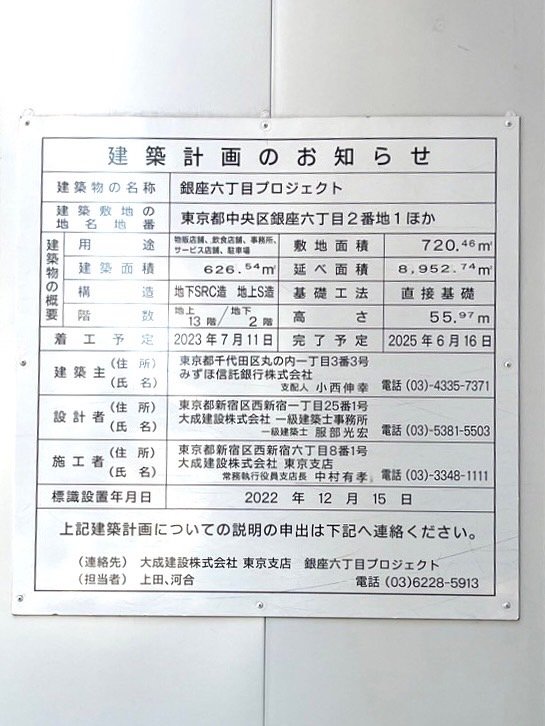 建築計画のお知らせ
建築物の名称 銀座六丁目プロジェクト
建築敷地の地名地番 東京都中央区銀座六丁目2番地1ほか
建築物の概要
用途 物販店舗、飲食店舗、事務所、サービス店舗、駐車場 敷地面積 720.46㎡
建築面積 626.54㎡ 延べ面積 8,952.74㎡
構造 地下SRC造 地上S造 基礎工法 直接基礎
階数 地上13階/地下2階 高さ 55.97m
着工予定 2023年7月11日 完了予定 2025年6月16日
建築主(住所)(氏名) 東京都千代田区丸の内一丁目3番3号
みずほ信託銀行株式会社
支配人 小西伸幸 電話(03)-4335-7371
設計者(住所)(氏名) 東京都新宿区西新宿一丁目25番1号
大成建設株式会社 一級建築士事務所
一級建築士 服部光宏 電話(03)-5381-5503
施工者(住所)(氏名) 東京都新宿区西新宿六丁目8番1号
大成建設株式会社 東京支店
常務執行役員支店長 中村有孝 電話(03)-3348-1111
標識設置年月日 2022年12月15日
上記建築計画についての説明の申出は下記へ連絡ください。
(連絡先) 大成建設株式会社 東京支店 銀座六丁目プロジェクト
(担当者) 上田、河合 電話(03)6228-5913